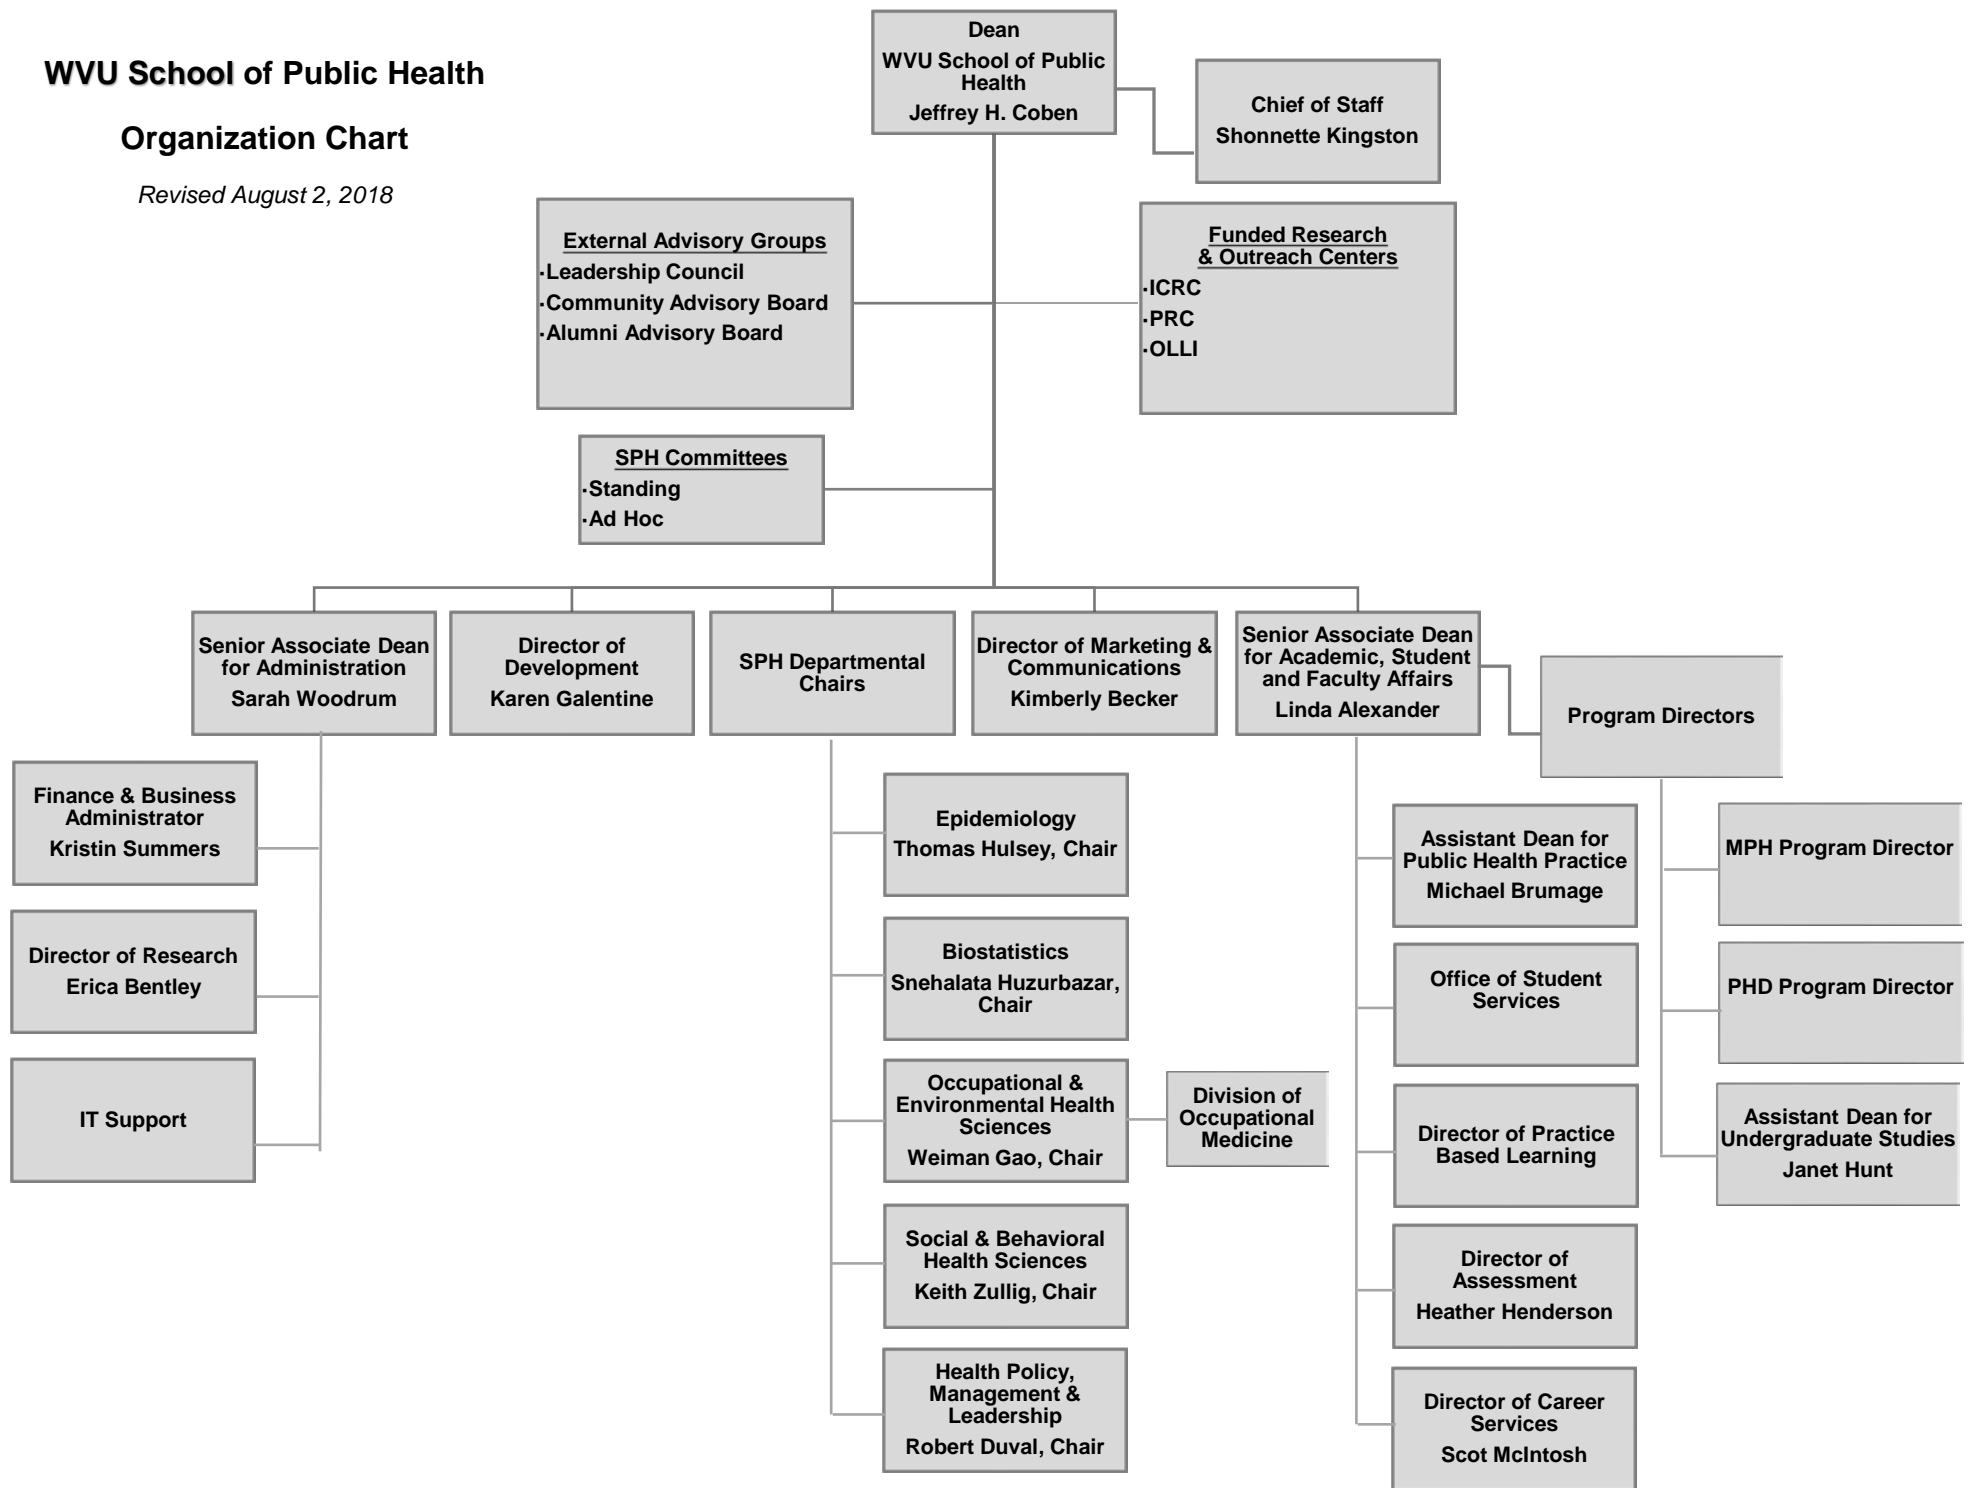 WVU School of Public Health
Organization Chart
Revised August 2, 2018
Dean
WVU School of Public
Health
Jeffrey H. Coben
Chief of Staff
Shonnette Kingston
External Advisory Groups
▪Leadership Council
▪Community Advisory Board
▪Alumni Advisory Board
Funded Research
& Outreach Centers
▪ICRC
▪PRC
▪OLLI
SPH Committees
▪Standing
▪Ad Hoc
Senior Associate Dean
for Administration
Sarah Woodrum
Director of
Development
Karen Galentine
SPH Departmental
Chairs
Director of Marketing &
Communications
Kimberly Becker
Senior Associate Dean
for Academic, Student
and Faculty Affairs
Linda Alexander
Program Directors
Finance & Business
Administrator
Kristin Summers
Director of Research
Erica Bentley
IT Support
Epidemiology
Thomas Hulsey, Chair
Biostatistics
Snehalata Huzurbazar,
Chair
Occupational &
Environmental Health
Sciences
Weiman Gao, Chair
Division of
Occupational
Medicine
Social & Behavioral
Health Sciences
Keith Zullig, Chair
Health Policy,
Management &
Leadership
Robert Duval, Chair
Assistant Dean for
Public Health Practice
Michael Brumage
Office of Student
Services
Director of Practice
Based Learning
Director of
Assessment
Heather Henderson
Director of Career
Services
Scot McIntosh
MPH Program Director
PHD Program Director
Assistant Dean for
Undergraduate Studies
Janet Hunt